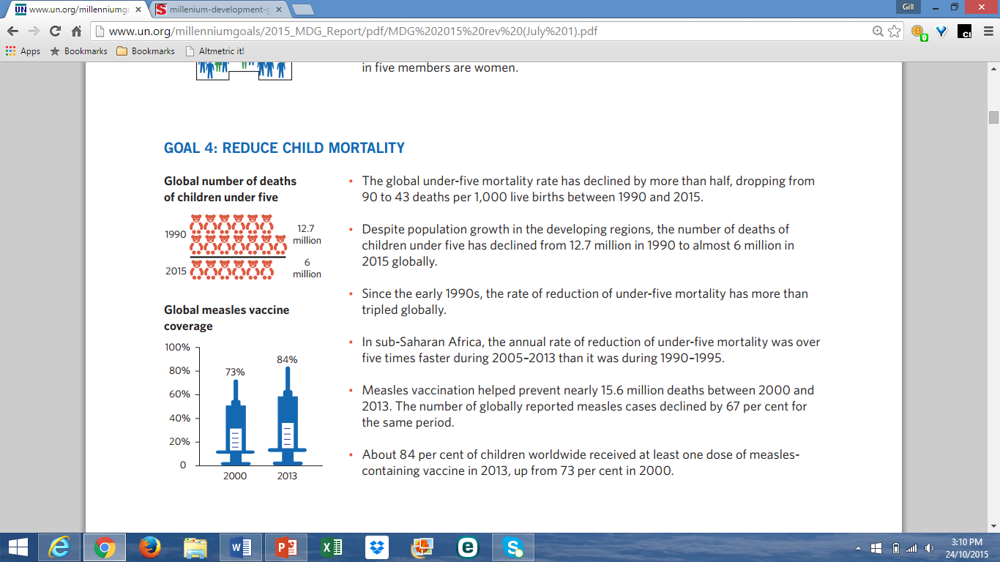 www.un.org/millenniumg
millenium-development-g
Gill
www.un.org/millenniumgoals/2015_MDG_Report/pdf/MDG%202015%20rev%20(July%201).pdf
Apps Bookmarks Bookmarks Altmetric it!
in five members are women.
GOAL 4: REDUCE CHILD MORTALITY
Global number of deaths
of children under five
1990
12.7
million
2015
6
million
Global measles vaccine
coverage
100%
80%
60%
40%
20%
0
73%
84%
2000
2013
• The global under-five mortality rate has declined by more than half, dropping from
90 to 43 deaths per 1,000 live births between 1990 and 2015.
• Despite population growth in the developing regions, the number of deaths of
children under five has declined from 12.7 million in 1990 to almost 6 million in
2015 globally.
• Since the early 1990s, the rate of reduction of under-five mortality has more than
tripled globally.
• In sub-Saharan Africa, the annual rate of reduction of under-five mortality was over
five times faster during 2005–2013 than it was during 1990–1995.
• Measles vaccination helped prevent nearly 15.6 million deaths between 2000 and
2013. The number of globally reported measles cases declined by 67 per cent for
the same period.
• About 84 per cent of children worldwide received at least one dose of measles-
containing vaccine in 2013, up from 73 per cent in 2000.
3:10 PM
24/10/2015